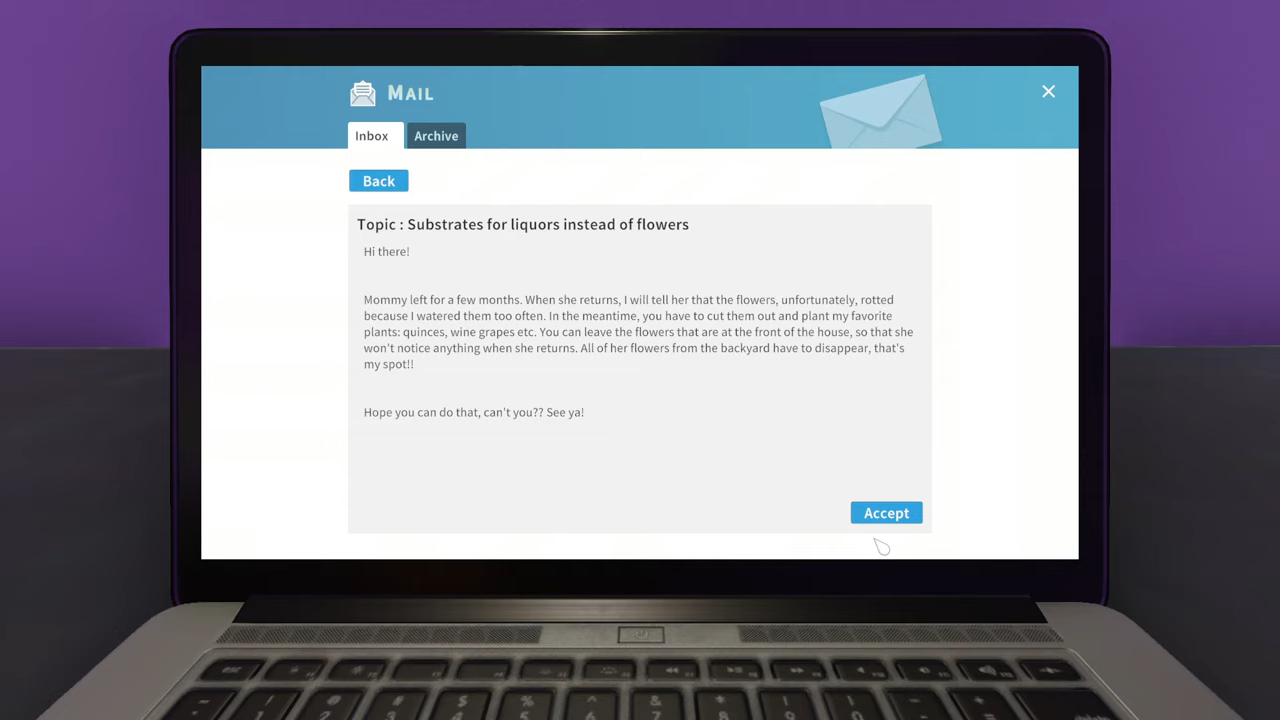 MAIL
Inbox
Archive
Back
Topic : Substrates for liquors instead of flowers
Hi there!
Mommy left for a few months. When she returns, I will tell her that the flowers, unfortunately, rotted
because I watered them too often. In the meantime, you have to cut them out and plant my favorite
plants: quinces, wine grapes etc. You can leave the flowers that are at the front of the house, so that she
won't notice anything when she returns. All of her flowers from the backyard have to disappear, that's
my spot!!
Hope you can do that, can't you?? See ya!
Accept